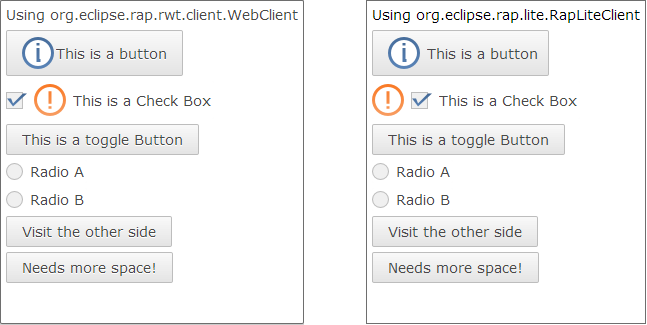 Using org.eclipse.rap.rwt.client.WebClient
This is a button
This is a Check Box
This is a toggle Button
Radio A
Radio B
Visit the other side
Needs more space!
Using org.eclipse.rap.lite.RapLiteClient
This is a button
This is a Check Box
This is a toggle Button
Radio A
Radio B
Visit the other side
Needs more space!